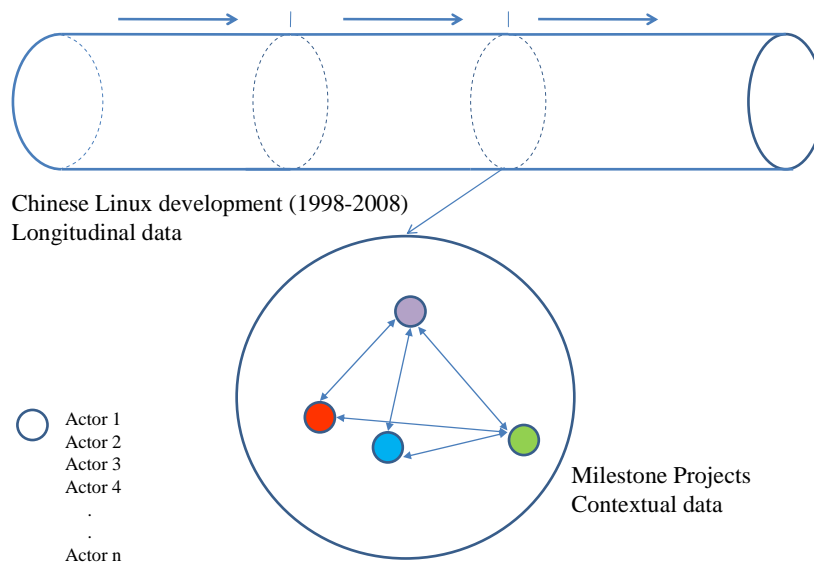 Chinese Linux development (1998-2008)
Longitudinal data
Actor 1
Actor 2
Actor 3
Actor 4
.
.
Actor n
Milestone Projects
Contextual data